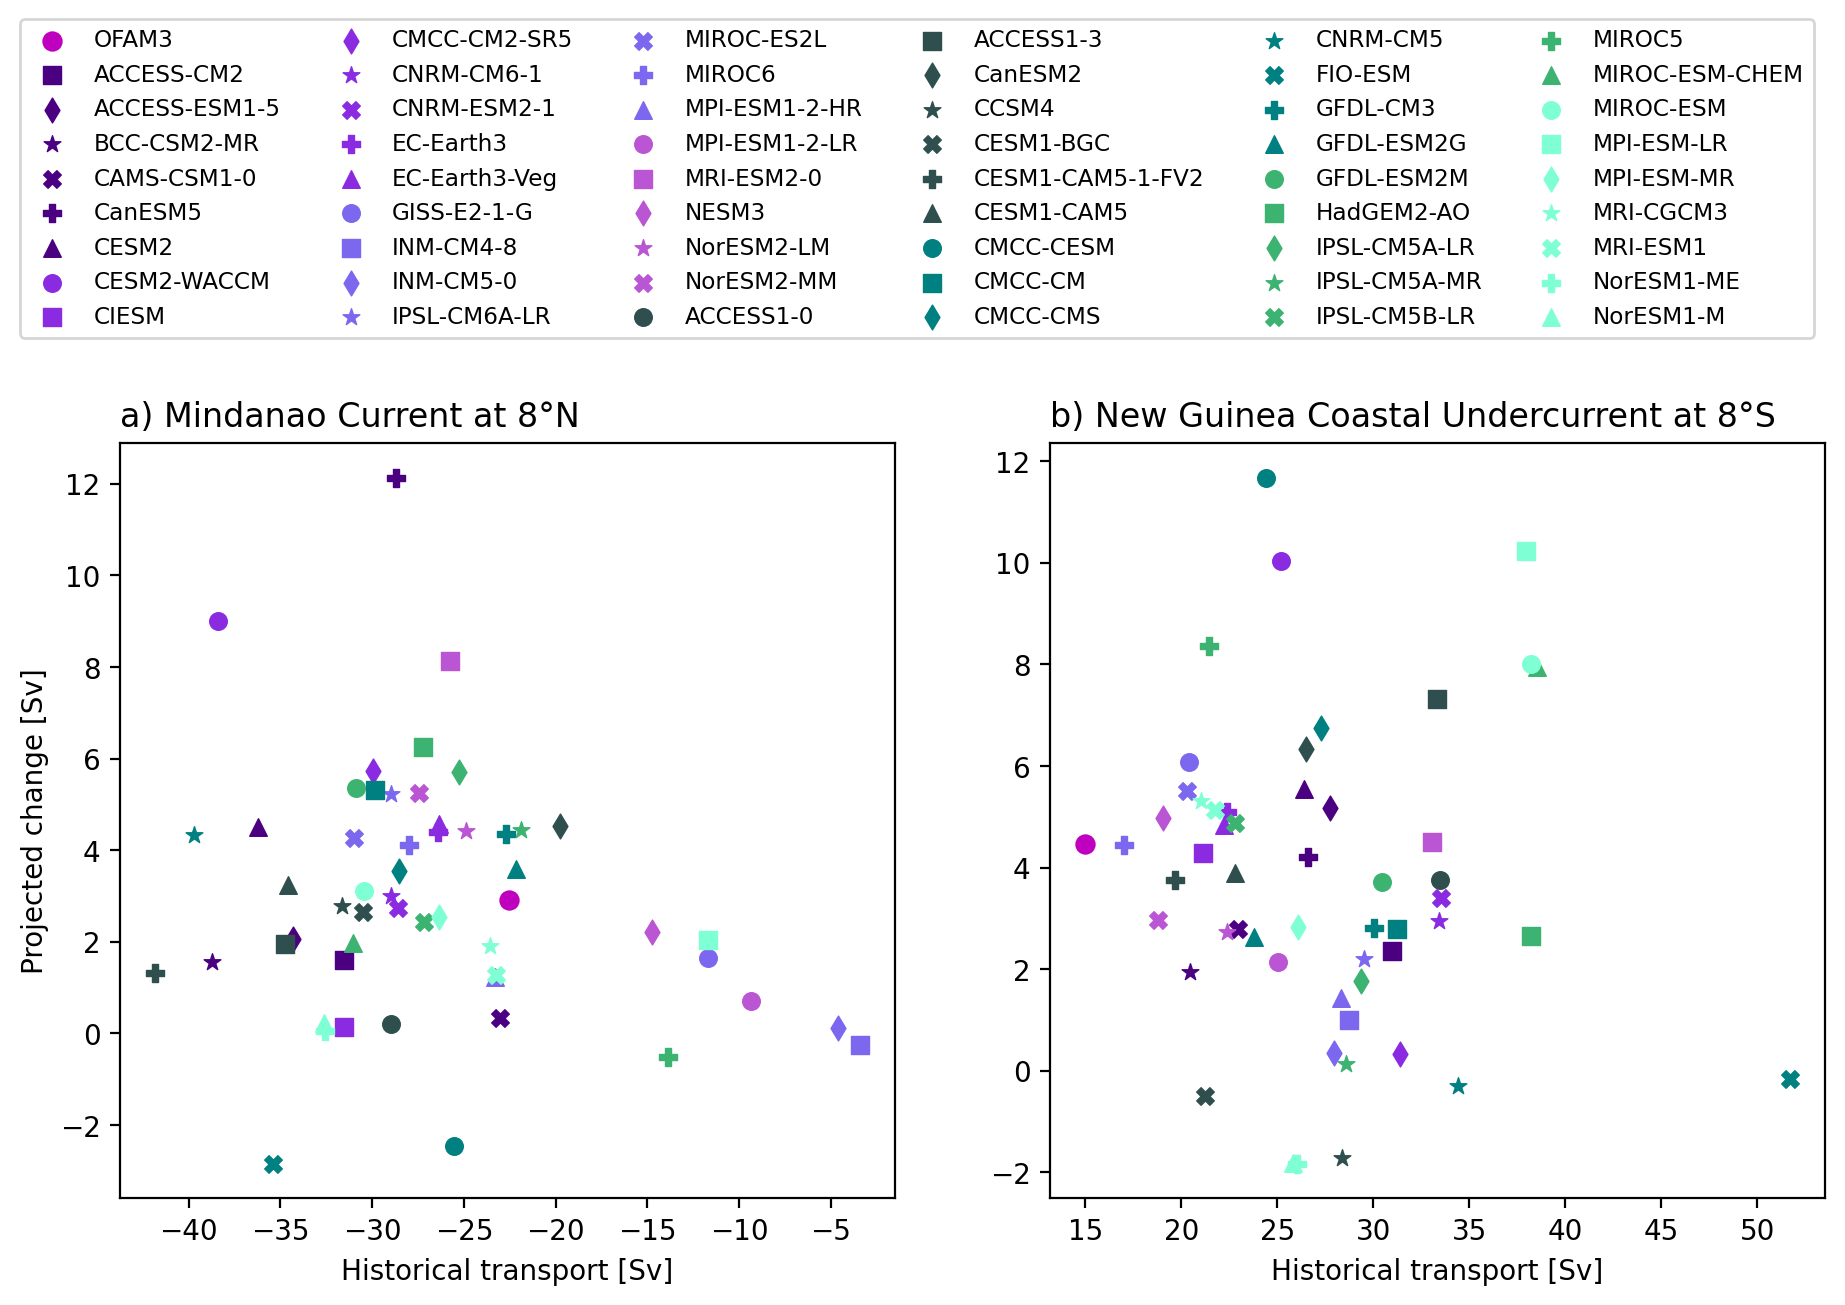 OFAM3
ACCESS-CM2
ACCESS-ESM1-5
BCC-CSM2-MR
CAMS-CSM1-0
CanESM5
CESM2
CESM2-WACCM
CIESM
CMCC-CM2-SR5
CNRM-CM6-1
CNRM-ESM2-1
EC-Earth3
EC-Earth3-Veg
GISS-E2-1-G
INM-CM4-8
INM-CM5-0
IPSL-CM6A-LR
MIROC-ES2L
MIROC6
MPI-ESM1-2-HR
MPI-ESM1-2-LR
MRI-ESM2-0
NESM3
NorESM2-LM
NorESM2-MM
ACCESS1-0
ACCESS1-3
CanESM2
CCSM4
CESM1-BGC
CESM1-CAM5-1-FV2
CESM1-CAM5
CMCC-CESM
CMCC-CM
CMCC-CMS
CNRM-CM5
FIO-ESM
GFDL-CM3
GFDL-ESM2G
GFDL-ESM2M
HadGEM2-AO
IPSL-CM5A-LR
IPSL-CM5A-MR
IPSL-CM5B-LR
MIROC5
MIROC-ESM-CHEM
MIROC-ESM
MPI-ESM-LR
MPI-ESM-MR
MRI-CGCM3
MRI-ESM1
NorESM1-ME
NorESM1-M
a) Mindanao Current at 8°N
Projected change [Sv]
12
10
8
6
4
2
0
−2
−40 −35 −30 −25 −20 −15 −10 −5
Historical transport [Sv]
b) New Guinea Coastal Undercurrent at 8°S
12
10
8
6
4
2
0
−2
15 20 25 30 35 40 45 50
Historical transport [Sv]